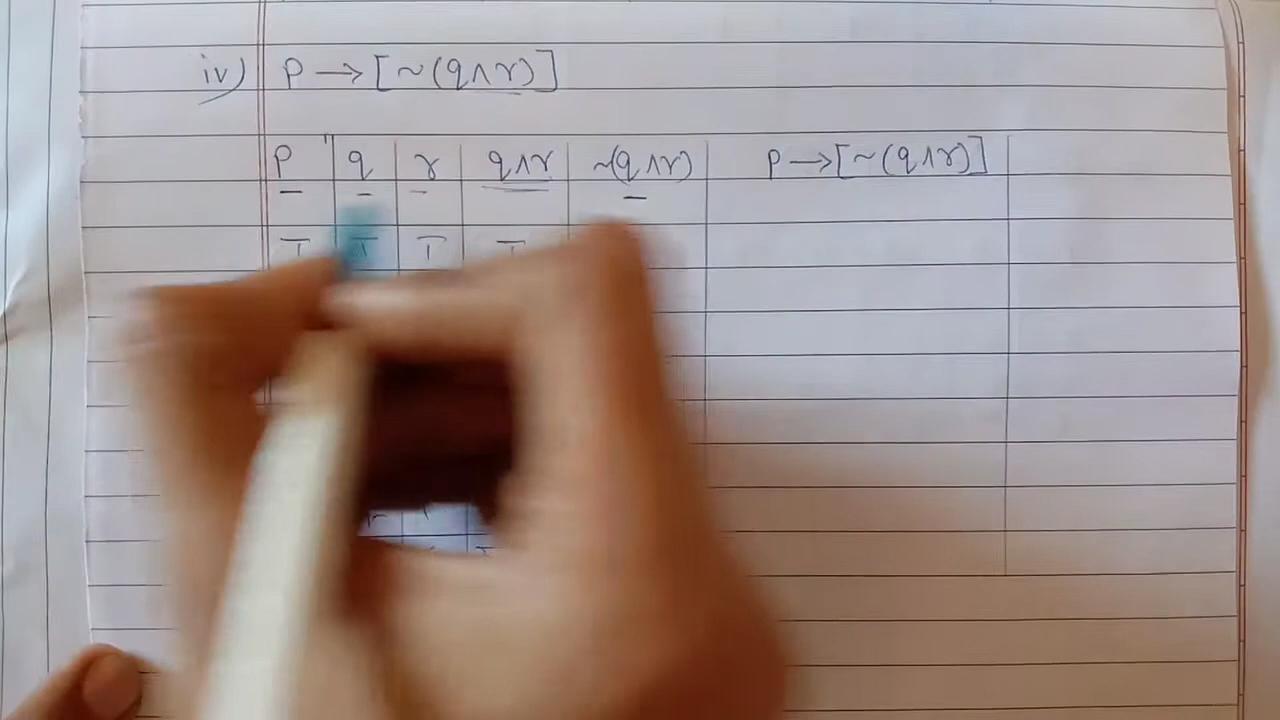 iv) p → [~(q∧r)]
p q r q∧r ~(q∧r) p → [~(q∧r)]
T T T T